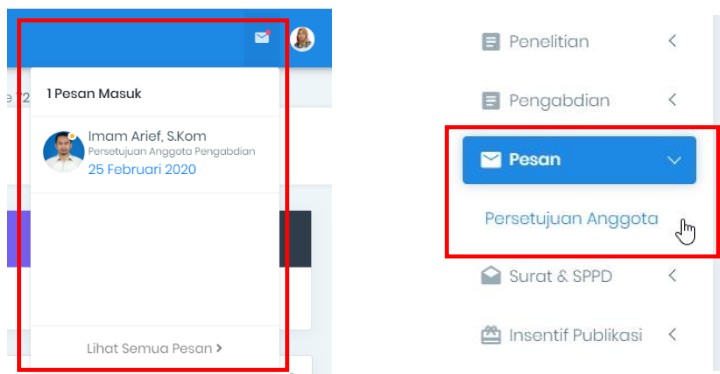 1 Pesan Masuk
Imam Arief, S.Kom
Persetujuan Anggota Pengabdian
25 Februari 2020
Lihat Semua Pesan >
Penelitian
Pengabdian
Pesan
Persetujuan Anggota
Surat & SPPD
Insentif Publikasi